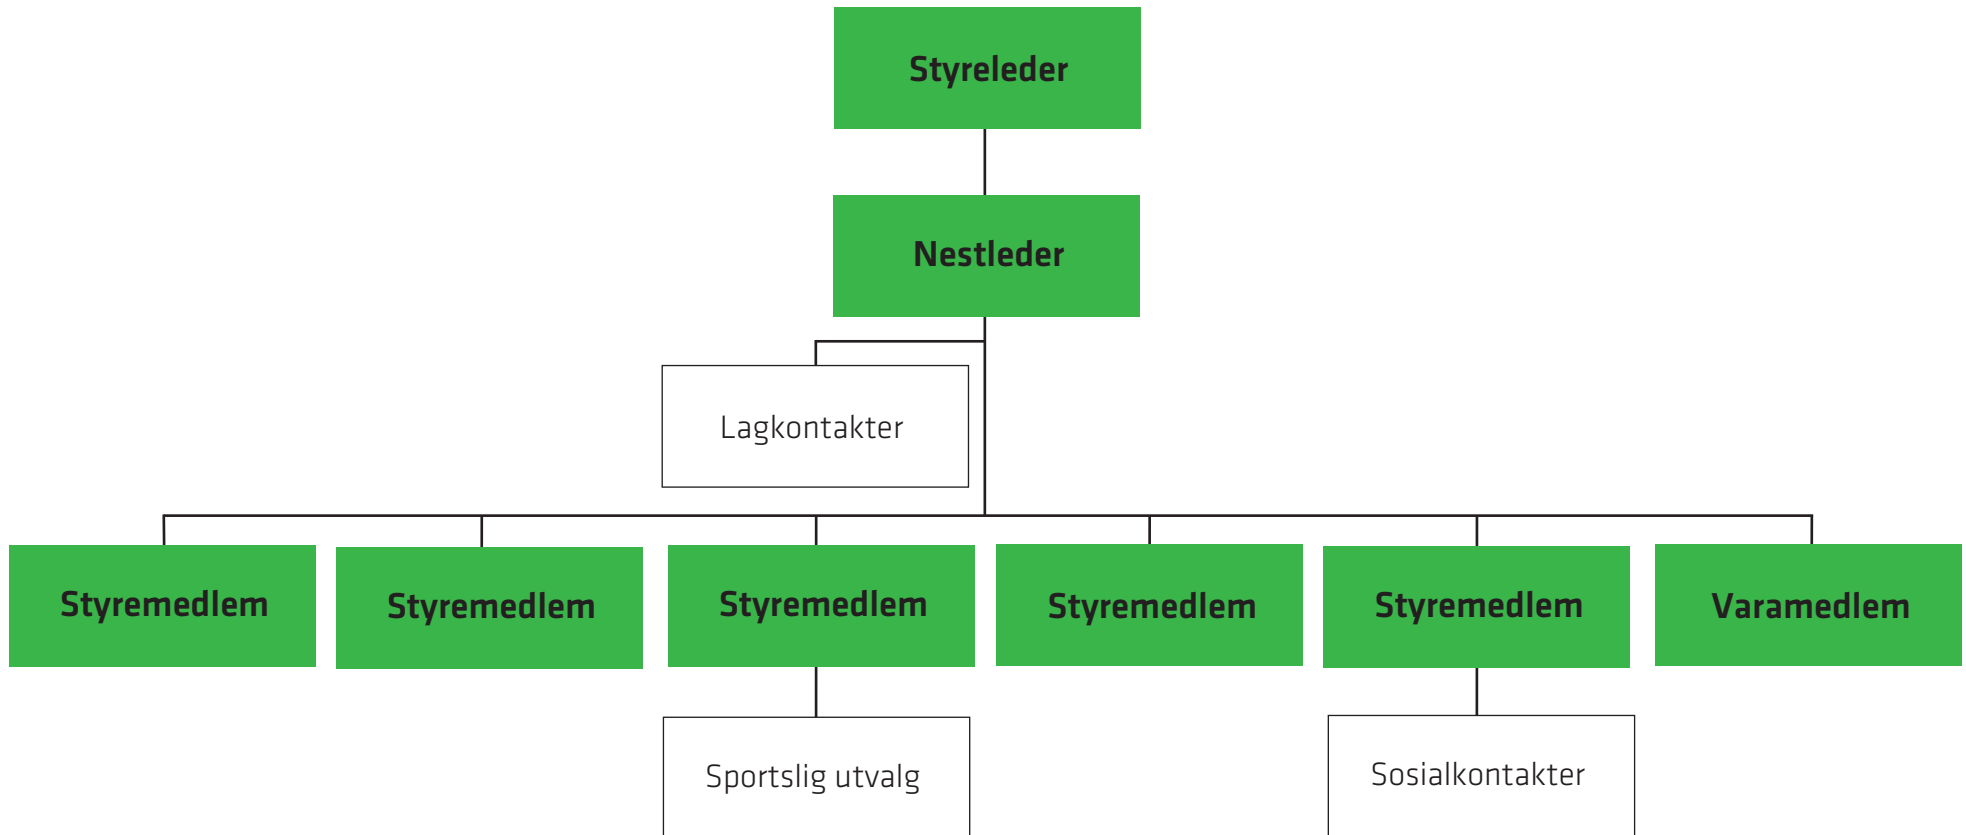 Styreleder
Nestleder
Lagkontakter
Styremedlem
Styremedlem
Styremedlem
Styremedlem
Styremedlem
Varamedlem
Sportslig utvalg
Sosialkontakter